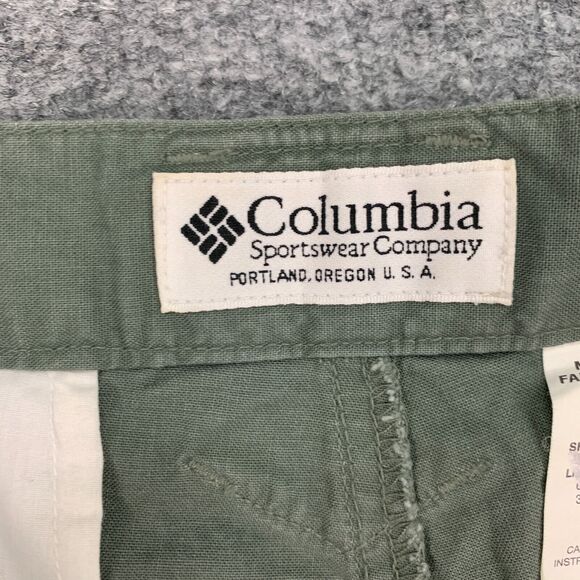 Columbia
Sportswear Company
PORTLAND, OREGON U. S. A.